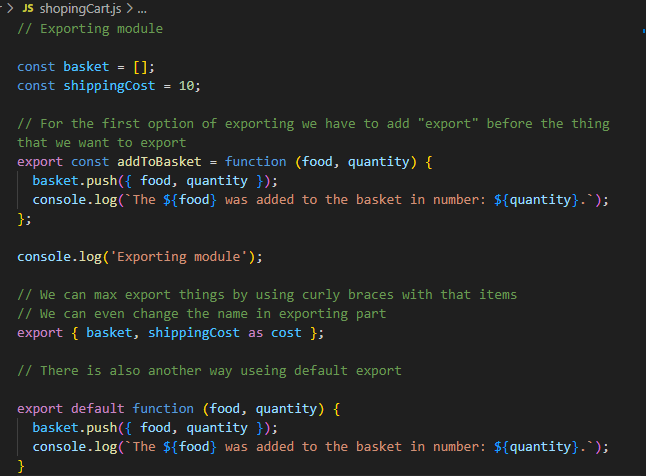 r > JS shopingCart.js > ...
// Exporting module
const basket = [];
const shippingCost = 10;
// For the first option of exporting we have to add "export" before the thing
that we want to export
export const addToBasket = function (food, quantity) {
  basket.push({ food, quantity });
  console.log(`The ${food} was added to the basket in number: ${quantity}.`);
};
console.log('Exporting module');
// We can max export things by using curly braces with that items
// We can even change the name in exporting part
export { basket, shippingCost as cost };
// There is also another way useing default export
export default function (food, quantity) {
  basket.push({ food, quantity });
  console.log(`The ${food} was added to the basket in number: ${quantity}.`);
}